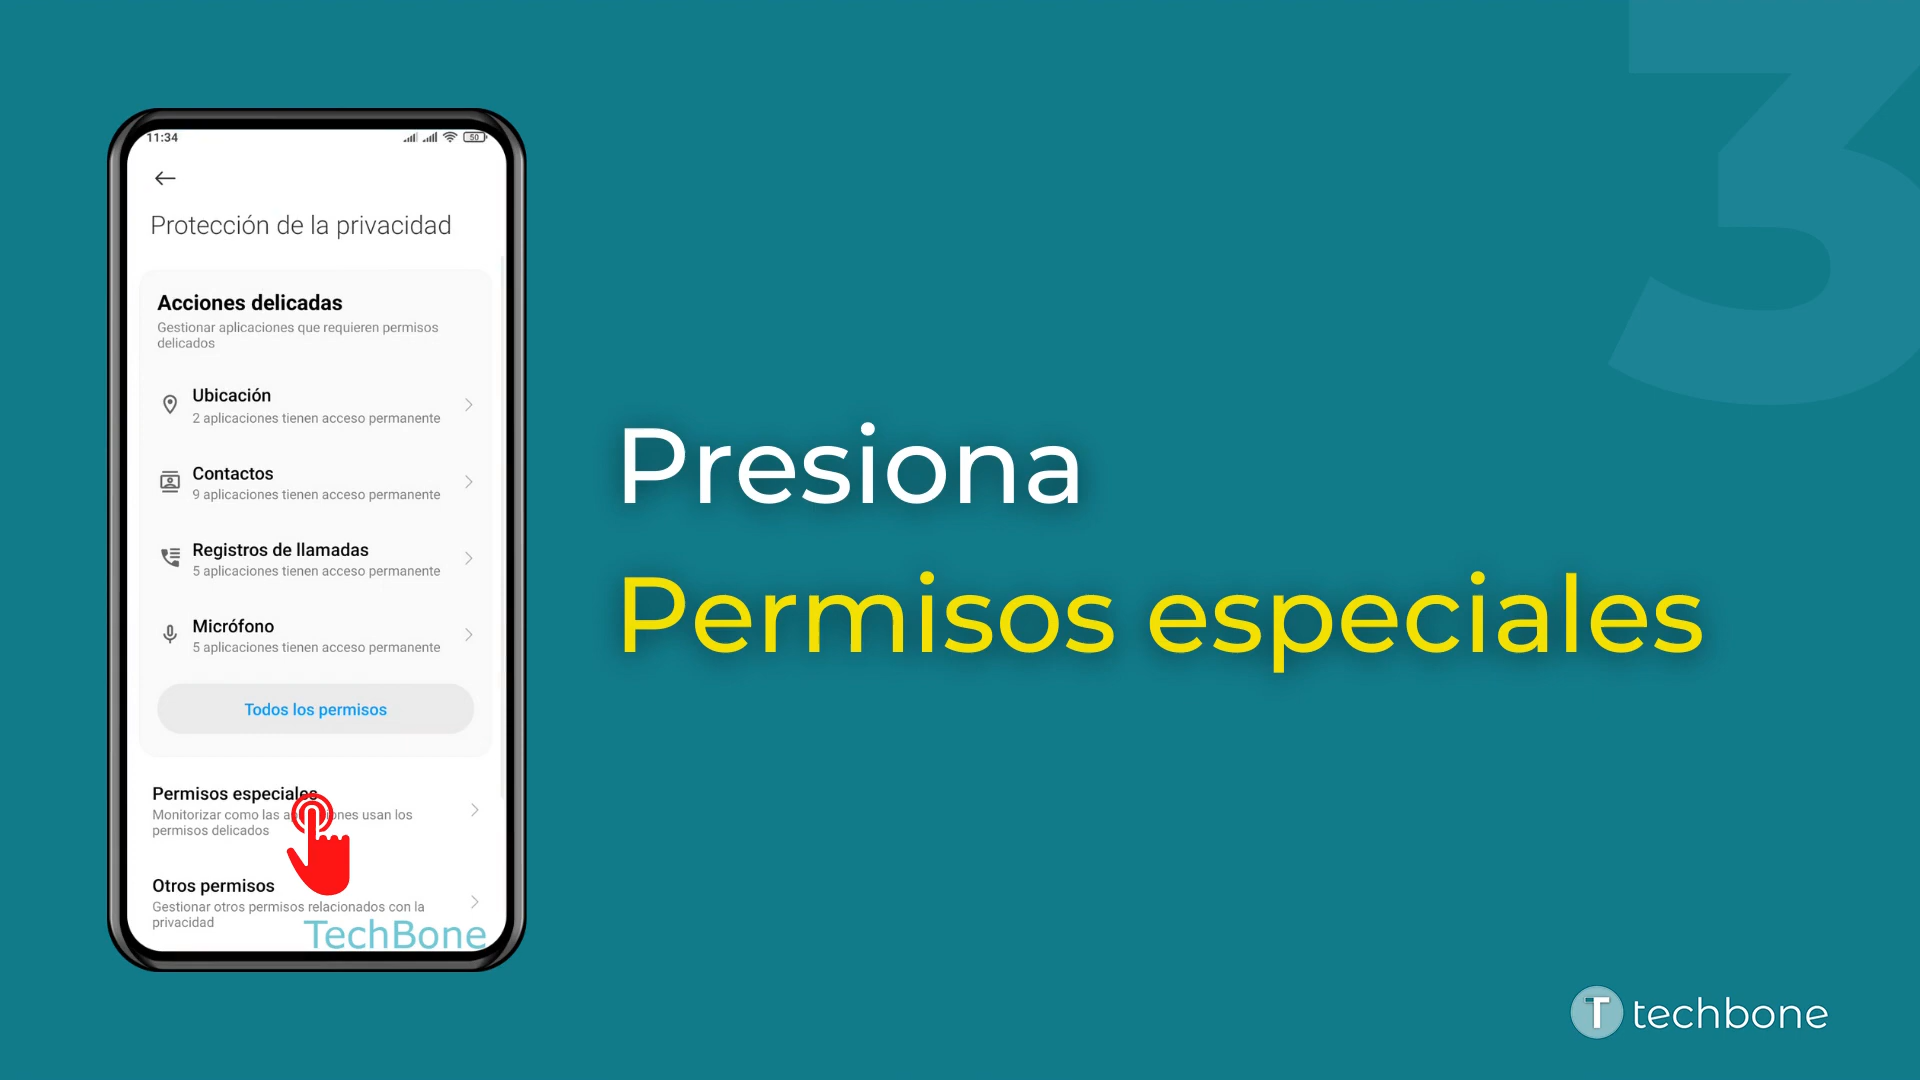 3
11:34
50
Protección de la privacidad
Acciones delicadas
Gestionar aplicaciones que requieren permisos
delicados
Ubicación
2 aplicaciones tienen acceso permanente
Contactos
9 aplicaciones tienen acceso permanente
Registros de llamadas
5 aplicaciones tienen acceso permanente
Micrófono
5 aplicaciones tienen acceso permanente
Todos los permisos
Permisos especiales
Monitorizar como las usan los
permisos delicados
Otros permisos
Gestionar otros permisos relacionados con la
privacidad
TechBone
Presiona
Permisos especiales
T techbone